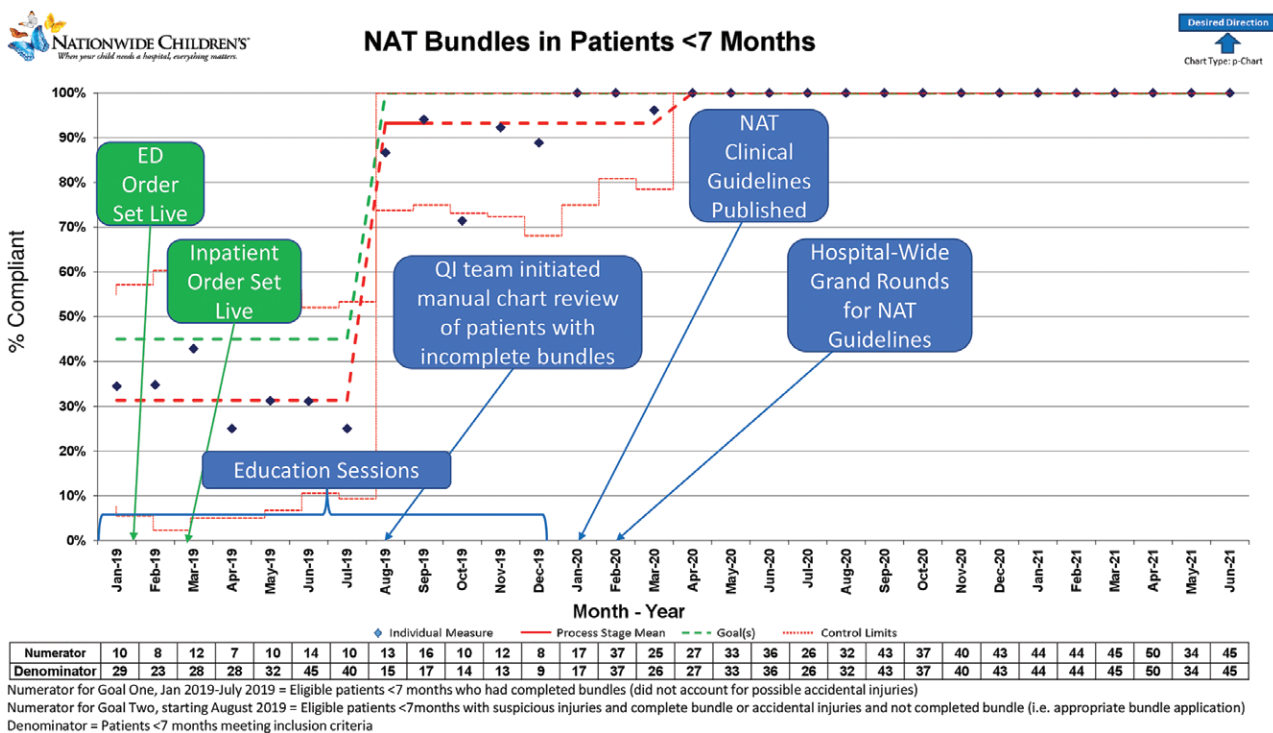 NATIONWIDE CHILDREN'S
When your child needs a hospital, everything matters.
NAT Bundles in Patients <7 Months
Desired Direction
Chart Type: p-Chart
% Compliant
100%
90%
80%
70%
60%
50%
40%
30%
20%
10%
0%
ED
Order
Set Live
Inpatient
Order Set
Live
QI team initiated
manual chart review
of patients with
incomplete bundles
NAT
Clinical
Guidelines
Published
Hospital-Wide
Grand Rounds
for NAT
Guidelines
Education Sessions
Jan-19
Feb-19
Mar-19
Apr-19
May-19
Jun-19
Jul-19
Aug-19
Sep-19
Oct-19
Nov-19
Dec-19
Jan-20
Feb-20
Mar-20
Apr-20
May-20
Jun-20
Jul-20
Aug-20
Sep-20
Oct-20
Nov-20
Dec-20
Jan-21
Feb-21
Mar-21
Apr-21
May-21
Jun-21
Month - Year
Individual Measure Process Stage Mean Goal(s) Control Limits
Numerator 10 8 12 7 10 14 10 13 16 10 12 8 17 37 25 27 33 36 26 32 43 37 40 43 44 44 45 50 34 45
Denominator 29 23 28 28 32 45 40 15 17 14 13 9 17 37 26 27 33 36 26 32 43 37 40 43 44 44 45 50 34 45
Numerator for Goal One, Jan 2019-July 2019 = Eligible patients <7 months who had completed bundles (did not account for possible accidental injuries)
Numerator for Goal Two, starting August 2019 = Eligible patients <7months with suspicious injuries and complete bundle or accidental injuries and not completed bundle (i.e. appropriate bundle application)
Denominator = Patients <7 months meeting inclusion criteria